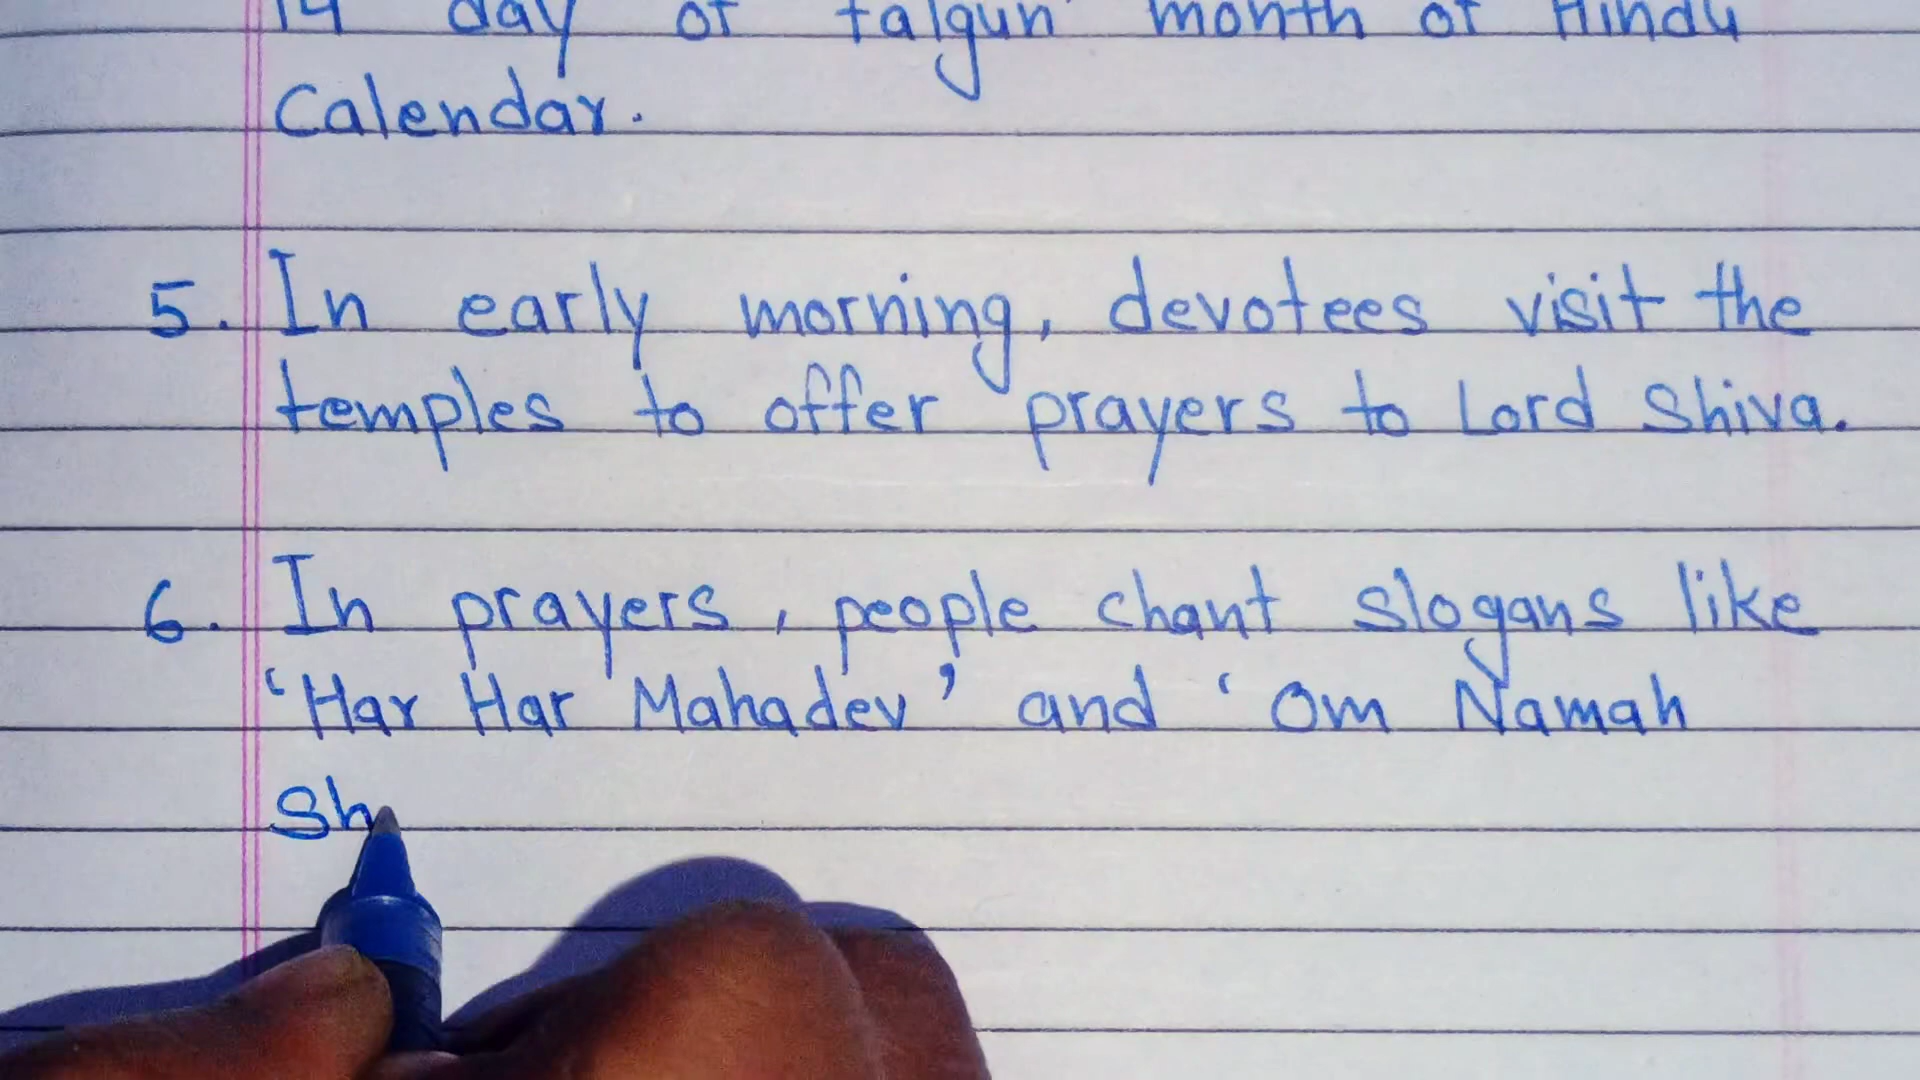 14 day of falgun month of Hindu
Calendar.
5. In early morning, devotees visit the
temples to offer prayers to Lord Shiva.
6. In prayers, people chant slogans like
'Har Har Mahadev' and 'Om Namah
Sh